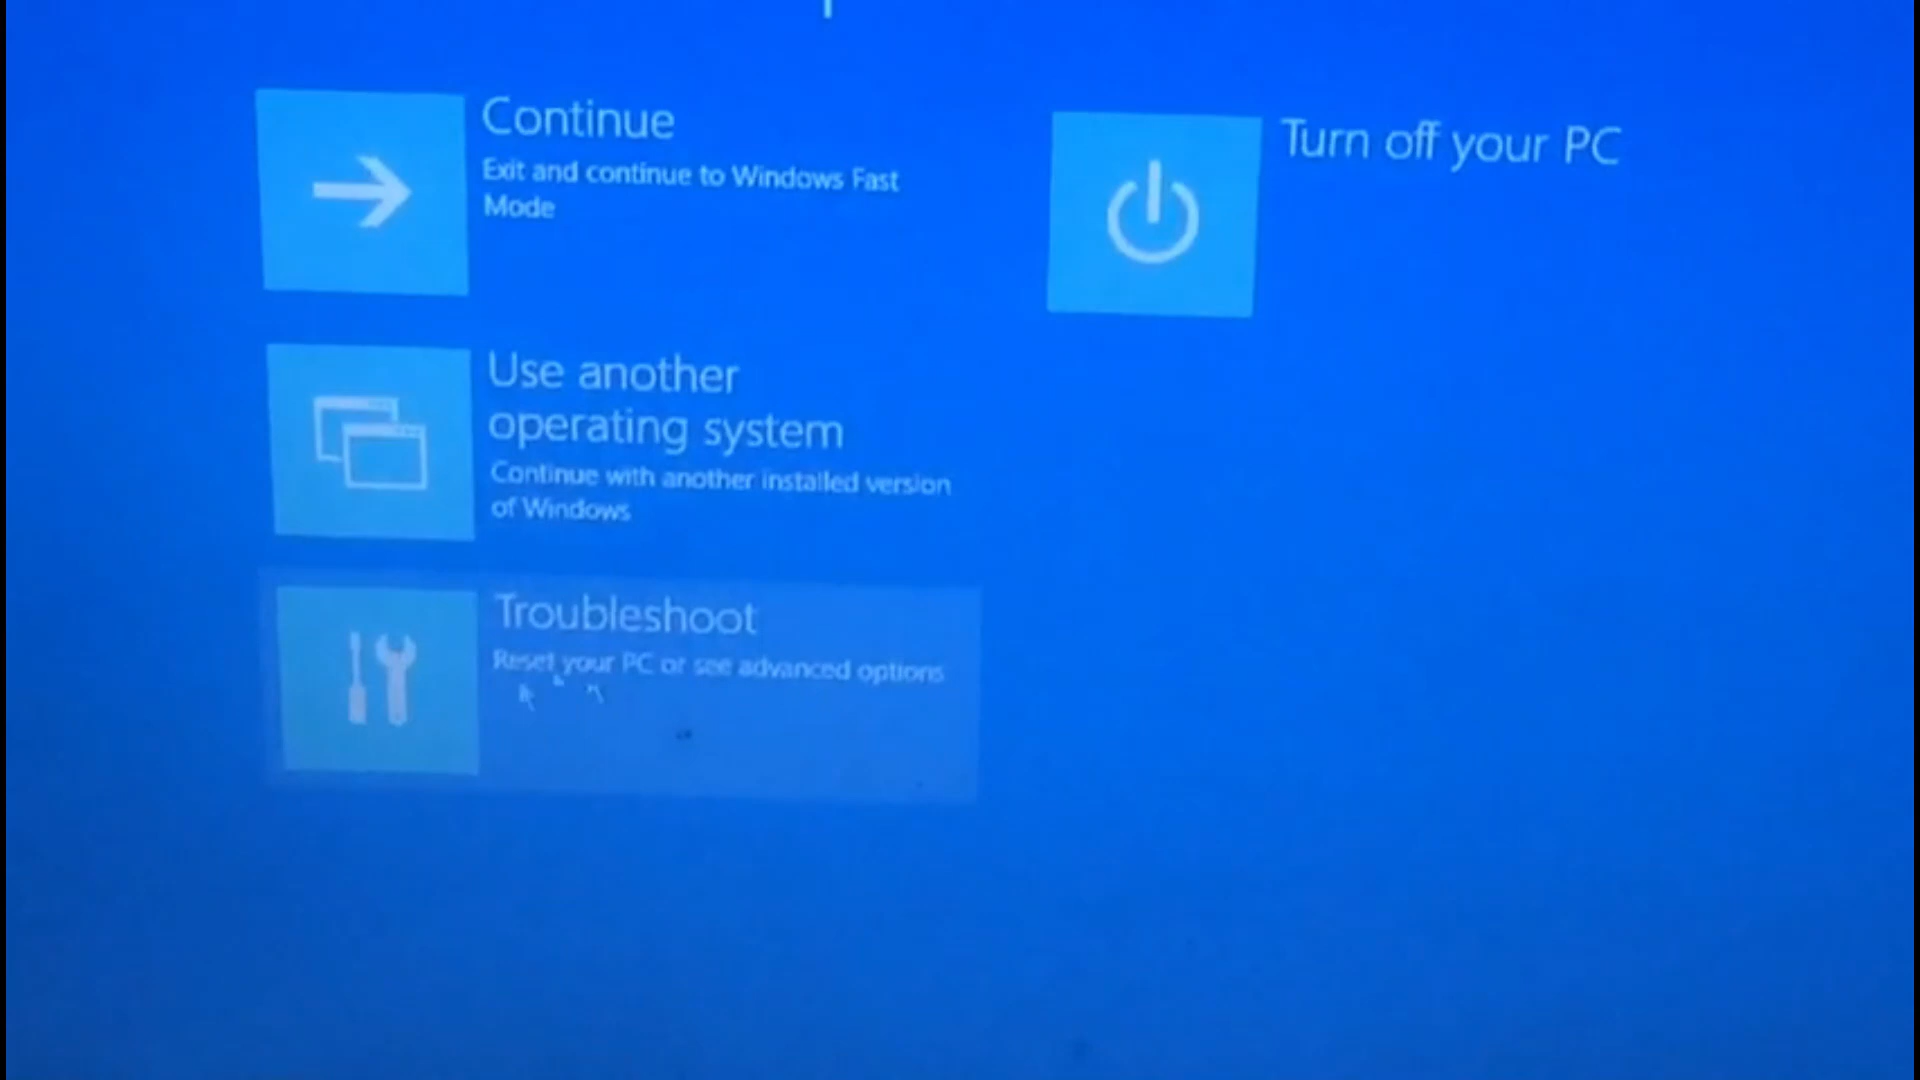 Continue
Exit and continue to Windows Fast
Mode
Turn off your PC
Use another
operating system
Continue with another installed version
of Windows
Troubleshoot
Reset your PC or see advanced options